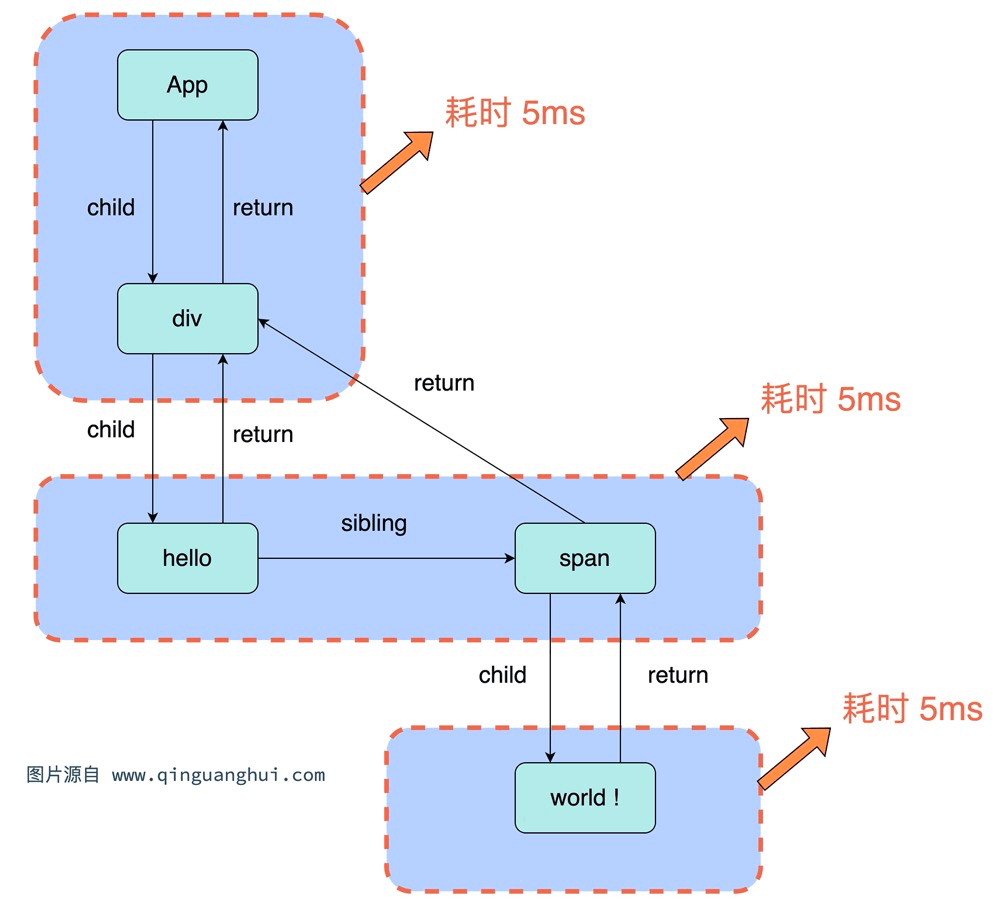 App
耗时 5ms
child
return
div
return
耗时 5ms
child
return
sibling
hello
span
child
return
耗时 5ms
图片源自 www.qinguanghui.com
world !